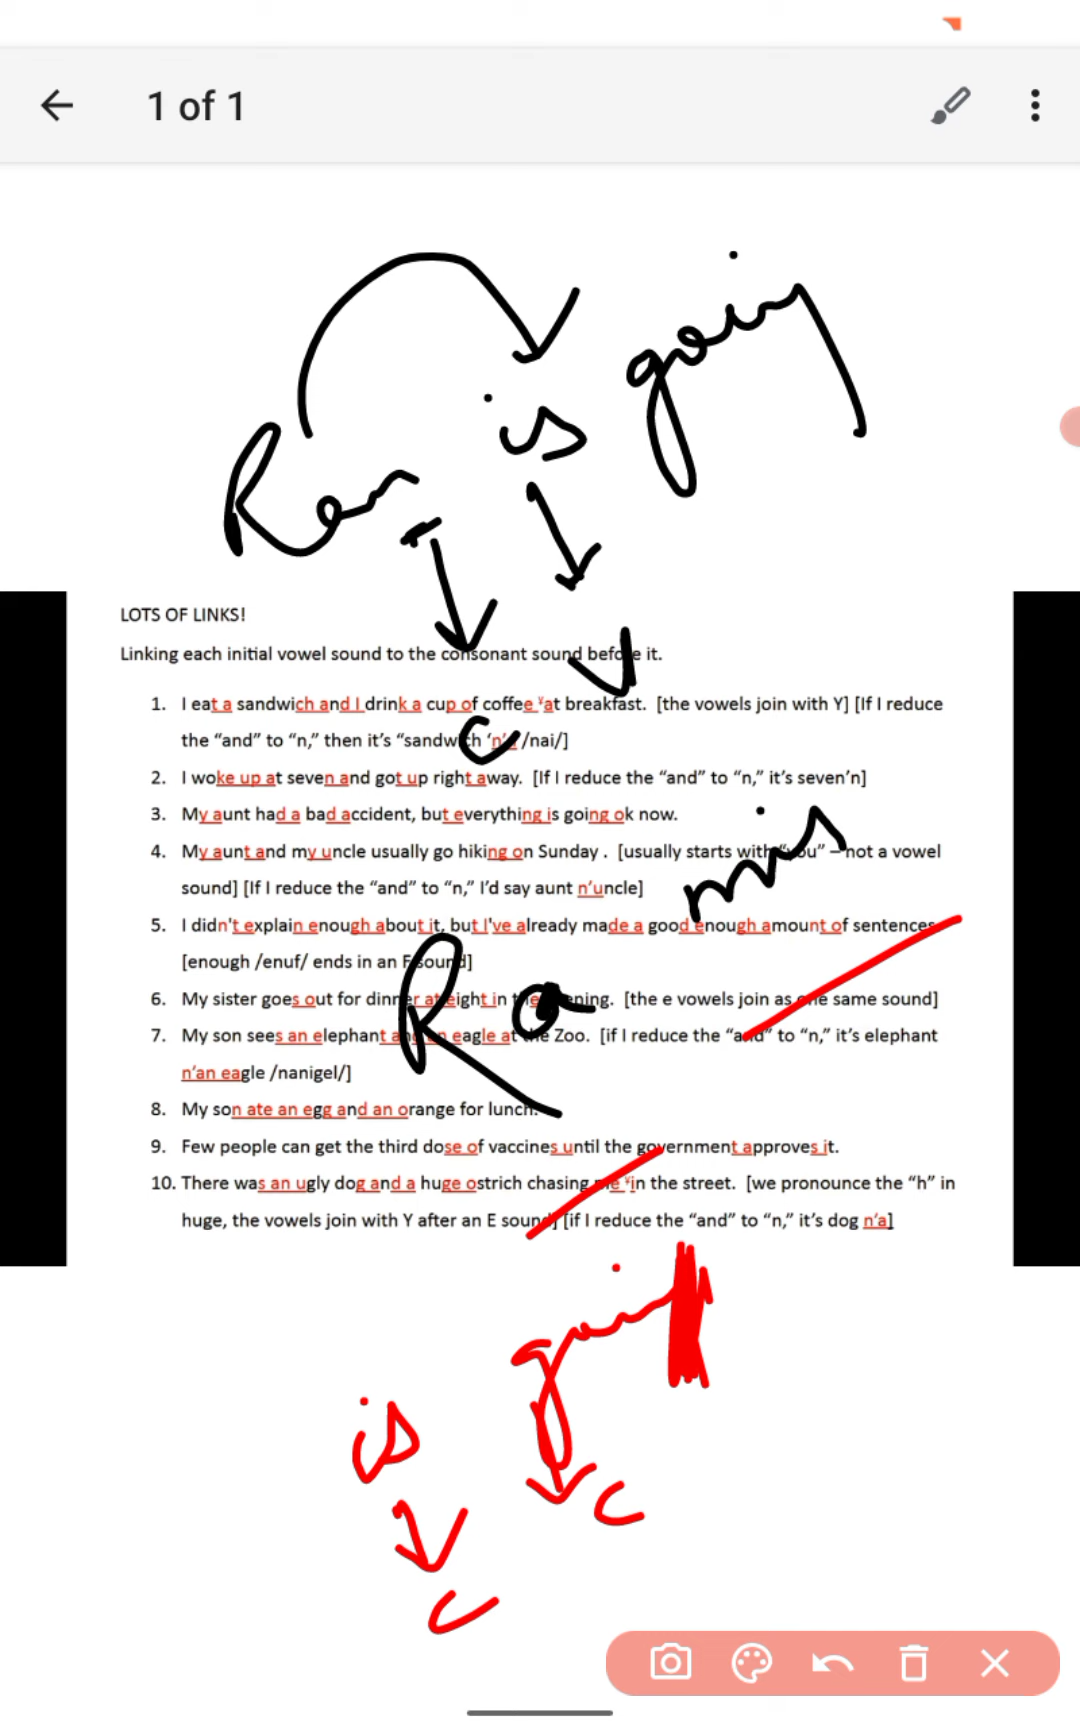 1 of 1
is going
Ram
LOTS OF LINKS!
Linking each initial vowel sound to the consonant sound before it.
V
1. I eat a sandwich and I drink a cup of coffee ʸat breakfast. [the vowels join with Y] [If I reduce
the “and” to “n,” then it’s “sandwich ‘n’I /nai/]
C
2. I woke up at seven and got up right away. [If I reduce the “and” to “n,” it’s seven’n]
3. My aunt had a bad accident, but everything is going ok now.
4. My aunt and my uncle usually go hiking on Sunday . [usually starts with “you” – not a vowel
sound] [If I reduce the “and” to “n,” I’d say aunt n’uncle]
mis
5. I didn't explain enough about it, but I've already made a good enough amount of sentences.
[enough /enuf/ ends in an F sound]
Ra
6. My sister goes out for dinner at eight in the evening. [the e vowels join as one same sound]
7. My son sees an elephant and an eagle at the Zoo. [if I reduce the “and” to “n,” it’s elephant
n’an eagle /nanigel/]
8. My son ate an egg and an orange for lunch.
9. Few people can get the third dose of vaccines until the government approves it.
10. There was an ugly dog and a huge ostrich chasing me ʸin the street. [we pronounce the “h” in
huge, the vowels join with Y after an E sound] [if I reduce the “and” to “n,” it’s dog n’a]
is
C
C